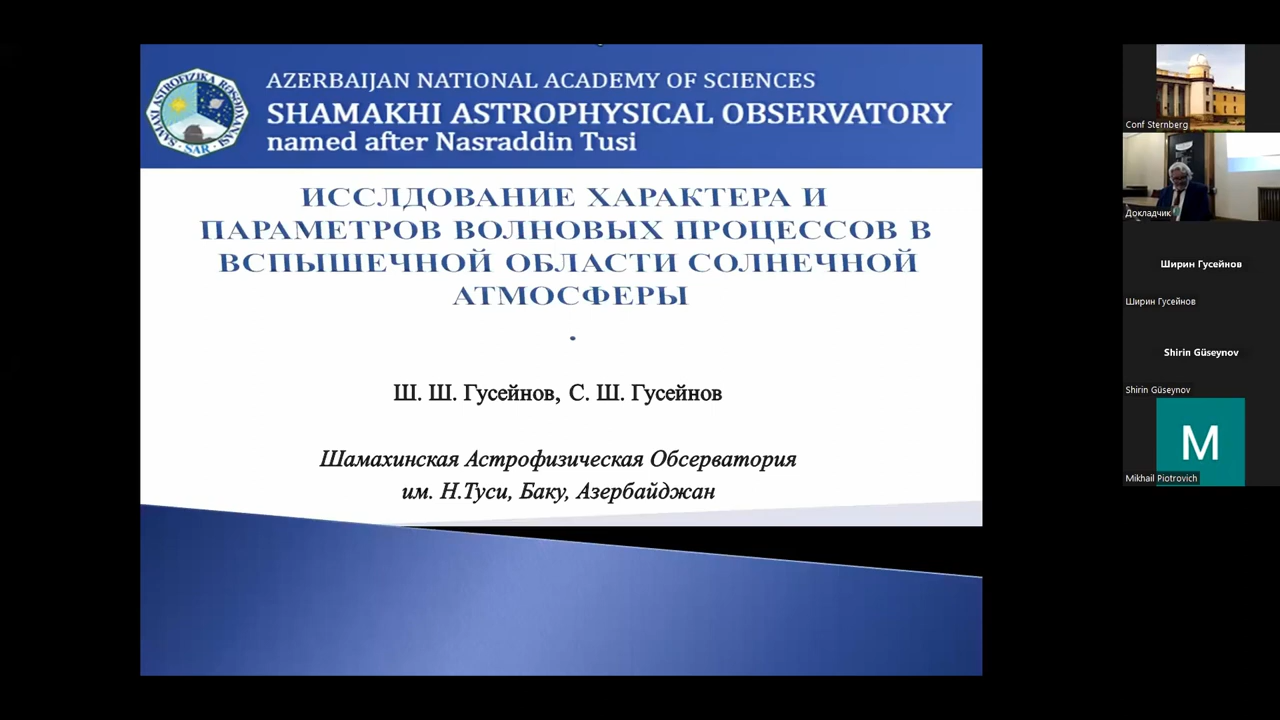 AZERBAIJAN NATIONAL ACADEMY OF SCIENCES
SHAMAKHI ASTROPHYSICAL OBSERVATORY
named after Nasraddin Tusi
SAR
ИССЛДОВАНИЕ ХАРАКТЕРА И
ПАРАМЕТРОВ ВОЛНОВЫХ ПРОЦЕССОВ В
ВСПЫШЕЧНОЙ ОБЛАСТИ СОЛНЕЧНОЙ
АТМОСФЕРЫ
.
Ш. Ш. Гусейнов, С. Ш. Гусейнов
Шамахинская Астрофизическая Обсерватория
им. Н.Туси, Баку, Азербайджан
Conf Sternberg
Докладчик
Ширин Гусейнов
Ширин Гусейнов
Shirin Güseynov
Shirin Güseynov
M
Mikhail Piotrovich